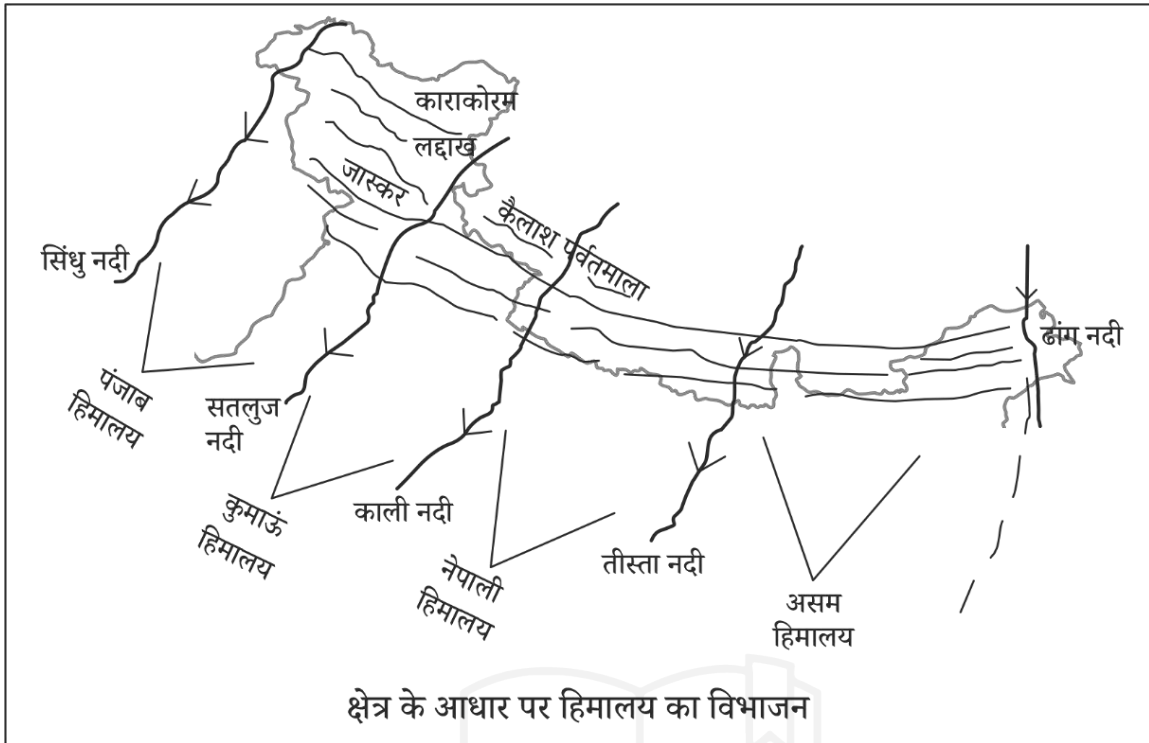 काराकोरम
लद्दाख
जास्कर
कैलाश पर्वतमाला
सिंधु नदी
ढांग नदी
पंजाब
हिमालय
सतलुज
नदी
कुमाऊं
हिमालय
काली नदी
नेपाली
हिमालय
तीस्ता नदी
असम
हिमालय
क्षेत्र के आधार पर हिमालय का विभाजन